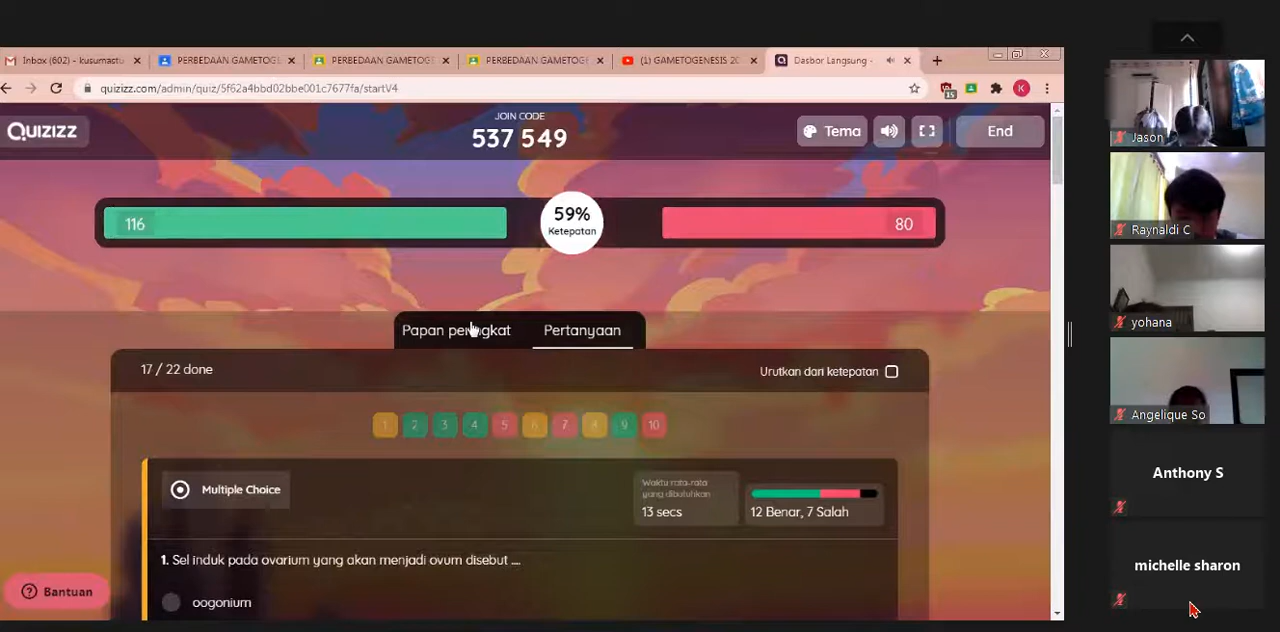 Inbox (602) - kusumastu
PERBEDAAN GAMETOGL
PERBEDAAN GAMETOG
PERBEDAAN GAMETOGE
(1) GAMETOGENESIS 20
Dasbor Langsung -
quizizz.com/admin/quiz/5f62a4bbd02bbe001c7677fa/startV4
15
K
QUIZIZZ
JOIN CODE
537 549
Tema
End
116
59%
Ketepatan
80
Papan peringkat
Pertanyaan
17 / 22 done
Urutkan dari ketepatan
1 2 3 4 5 6 7 8 9 10
Multiple Choice
Waktu rata-rata
yang dibutuhkan
13 secs
12 Benar, 7 Salah
1. Sel induk pada ovarium yang akan menjadi ovum disebut ....
oogonium
Bantuan
Jason
Raynaldi C
yohana
Angelique So
Anthony S
michelle sharon